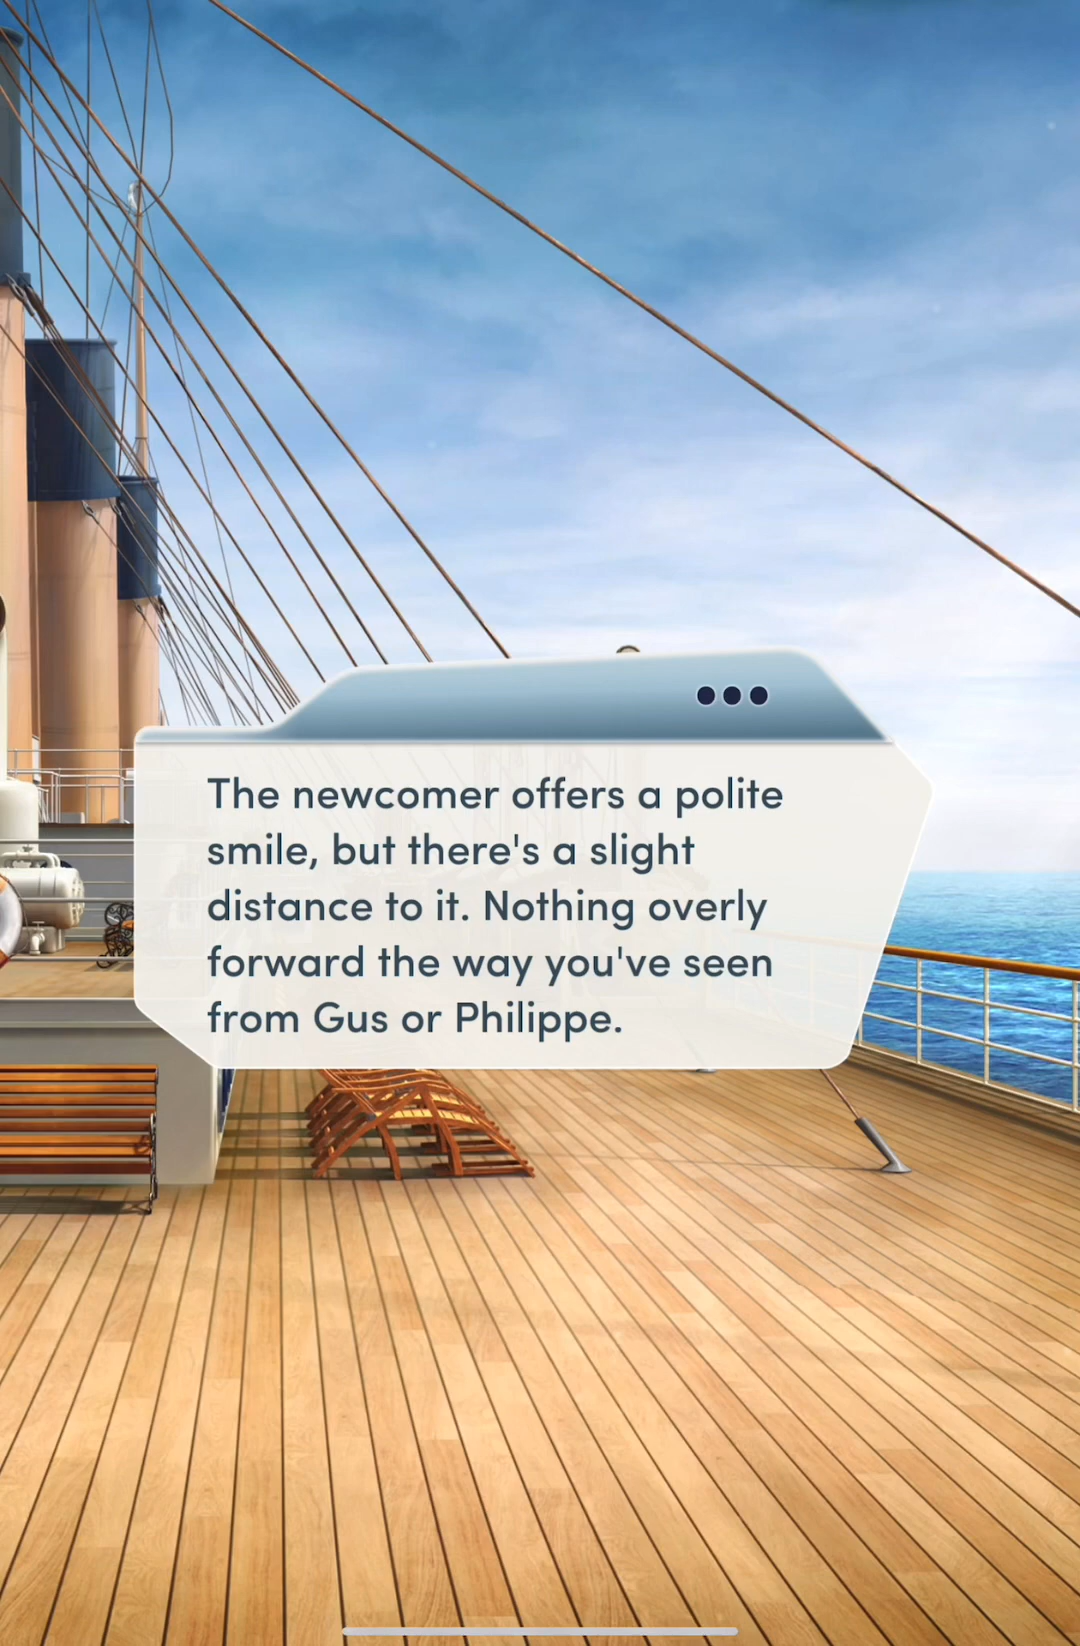 The newcomer offers a polite
smile, but there's a slight
distance to it. Nothing overly
forward the way you've seen
from Gus or Philippe.